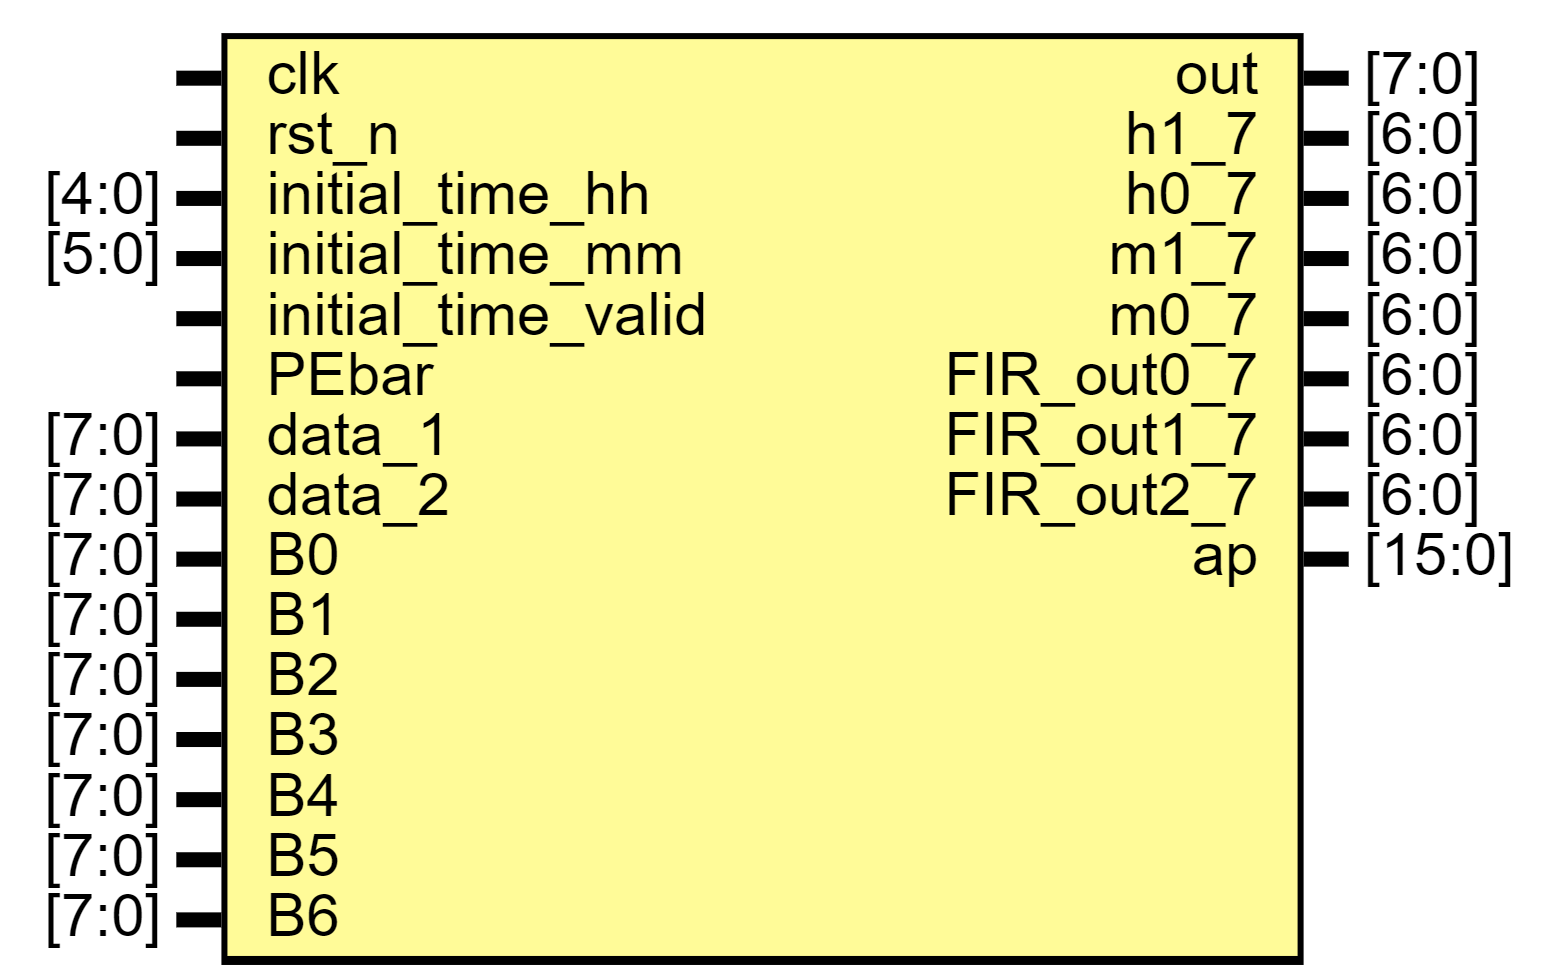 clk out [7:0]
rst_n h1_7 [6:0]
[4:0] initial_time_hh h0_7 [6:0]
[5:0] initial_time_mm m1_7 [6:0]
initial_time_valid m0_7 [6:0]
PEbar FIR_out0_7 [6:0]
[7:0] data_1 FIR_out1_7 [6:0]
[7:0] data_2 FIR_out2_7 [6:0]
[7:0] B0 ap [15:0]
[7:0] B1
[7:0] B2
[7:0] B3
[7:0] B4
[7:0] B5
[7:0] B6